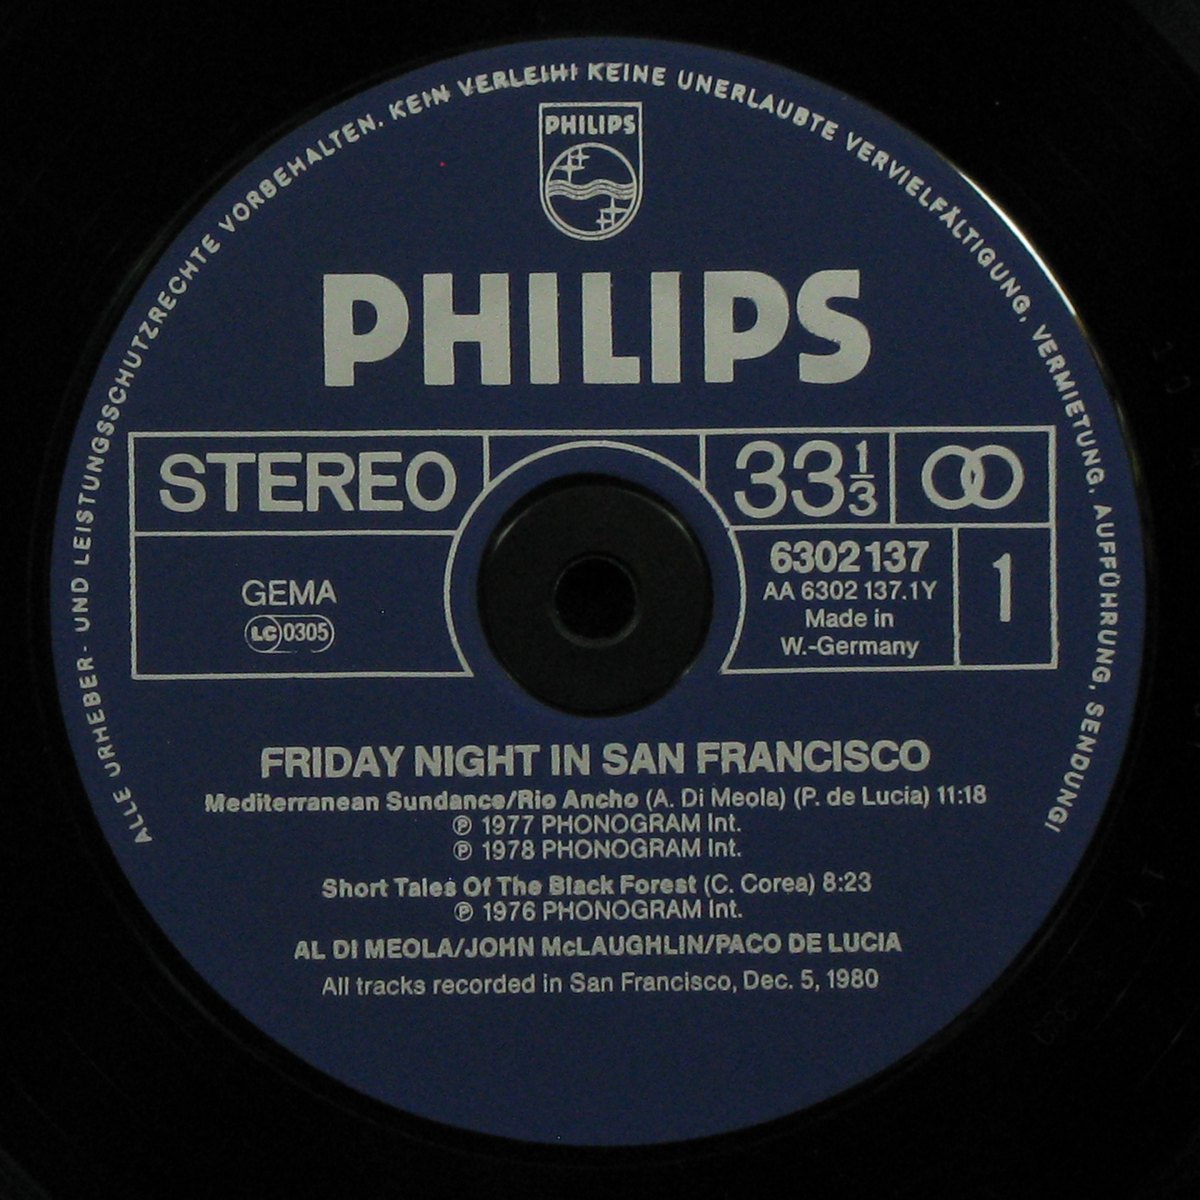 ALLE URHEBER- UND LEISTUNGSSCHUTZRECHTE VORBEHALTEN. KEIN VERLEIH! KEINE UNERLAUBTE VERVIELFÄLTIGUNG, VERMIETUNG, AUFFÜHRUNG, SENDUNG!
PHILIPS
PHILIPS
STEREO
33 1/3
GEMA
LC 0305
6302 137
AA 6302 137.1Y
Made in
W.-Germany
1
FRIDAY NIGHT IN SAN FRANCISCO
Mediterranean Sundance/Rio Ancho (A. Di Meola) (P. de Lucia) 11:18
℗ 1977 PHONOGRAM Int.
℗ 1978 PHONOGRAM Int.
Short Tales Of The Black Forest (C. Corea) 8:23
℗ 1976 PHONOGRAM Int.
AL DI MEOLA/JOHN McLAUGHLIN/PACO DE LUCIA
All tracks recorded in San Francisco, Dec. 5, 1980